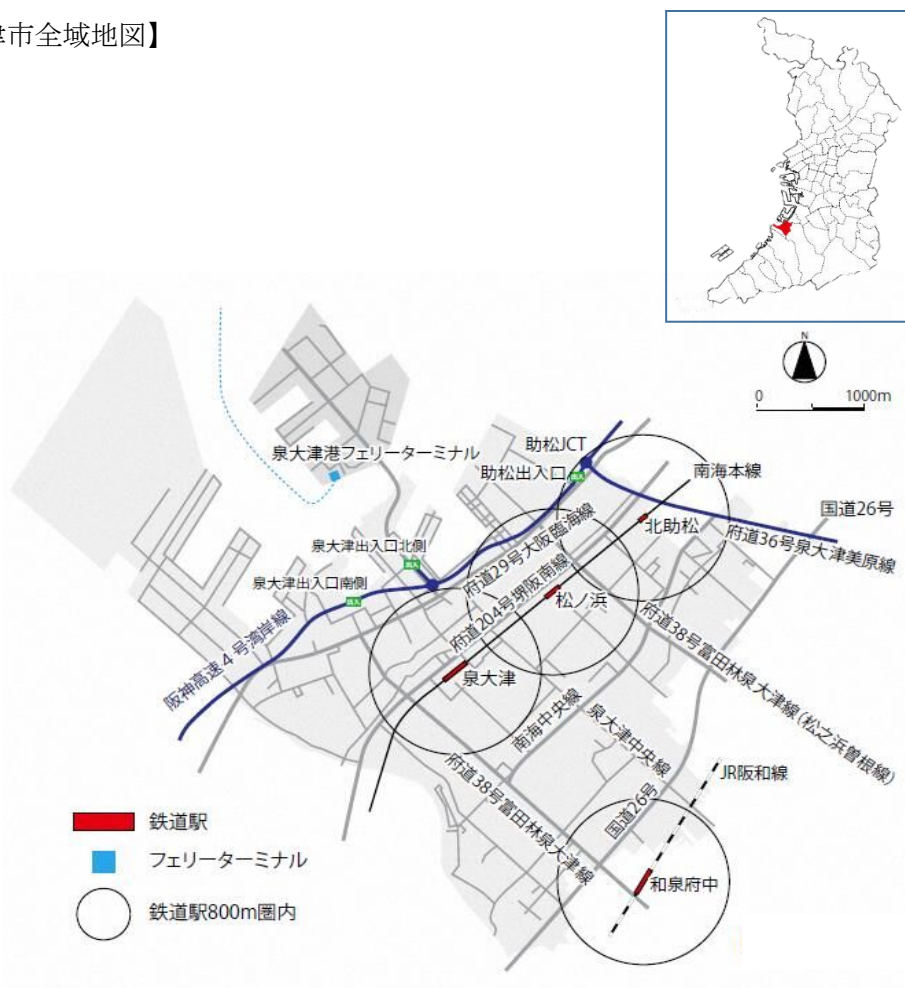 津市全域地図】
N
0 1000m
助松JCT
泉大津港フェリーターミナル
助松出入口
出入
南海本線
国道26号
北助松
府道36号泉大津美原線
泉大津出入口北側
出入
府道29号大阪臨海線
泉大津出入口南側
出入
松ノ浜
府道204号堺阪南線
府道38号富田林泉大津線(松之浜曽根線)
阪神高速4号湾岸線
泉大津
南海中央線
泉大津中央線
JR阪和線
府道38号富田林泉大津線
国道26号
鉄道駅
フェリーターミナル
和泉府中
鉄道駅800m圏内